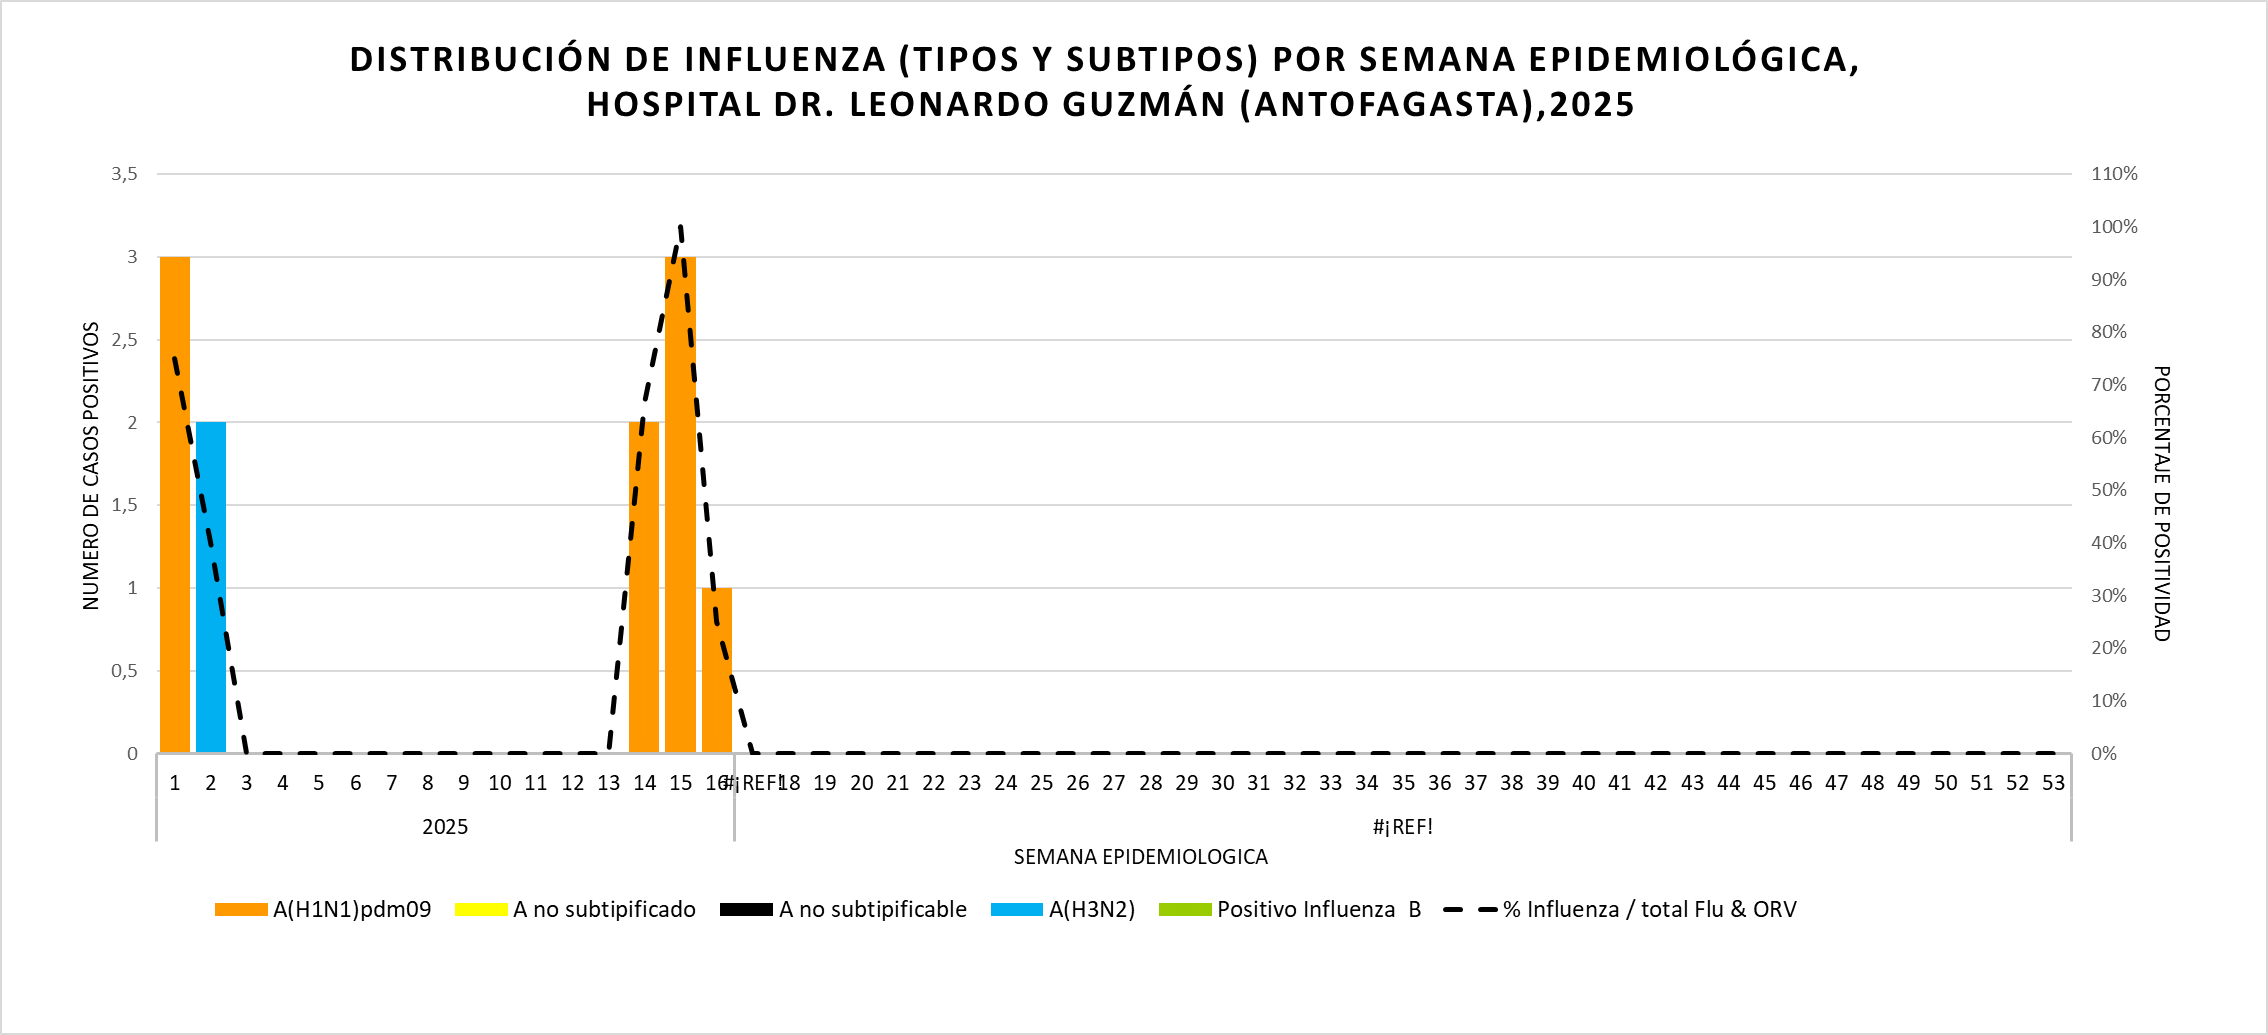 DISTRIBUCIÓN DE INFLUENZA (TIPOS Y SUBTIPOS) POR SEMANA EPIDEMIOLÓGICA,
HOSPITAL DR. LEONARDO GUZMÁN (ANTOFAGASTA),2025
3,5
3
2,5
2
1,5
1
0,5
0
NUMERO DE CASOS POSITIVOS
110%
100%
90%
80%
70%
60%
50%
40%
30%
20%
10%
0%
PORCENTAJE DE POSITIVIDAD
1 2 3 4 5 6 7 8 9 10 11 12 13 14 15 16 #¡REF! 18 19 20 21 22 23 24 25 26 27 28 29 30 31 32 33 34 35 36 37 38 39 40 41 42 43 44 45 46 47 48 49 50 51 52 53
2025 #¡REF!
SEMANA EPIDEMIOLOGICA
A(H1N1)pdm09 A no subtipificado A no subtipificable A(H3N2) Positivo Influenza B % Influenza / total Flu & ORV